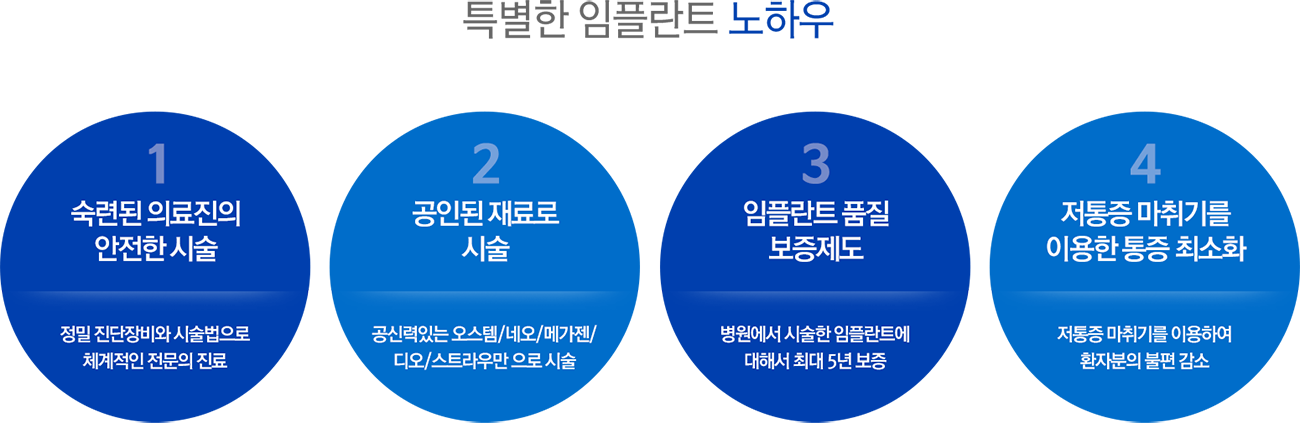 특별한 임플란트 노하우
1
숙련된 의료진의
안전한 시술
정밀 진단장비와 시술법으로
체계적인 전문의 진료
2
공인된 재료로
시술
공신력있는 오스템/네오/메가젠/
디오/스트라우만 으로 시술
3
임플란트 품질
보증제도
병원에서 시술한 임플란트에
대해서 최대 5년 보증
4
저통증 마취기를
이용한 통증 최소화
저통증 마취기를 이용하여
환자분의 불편 감소